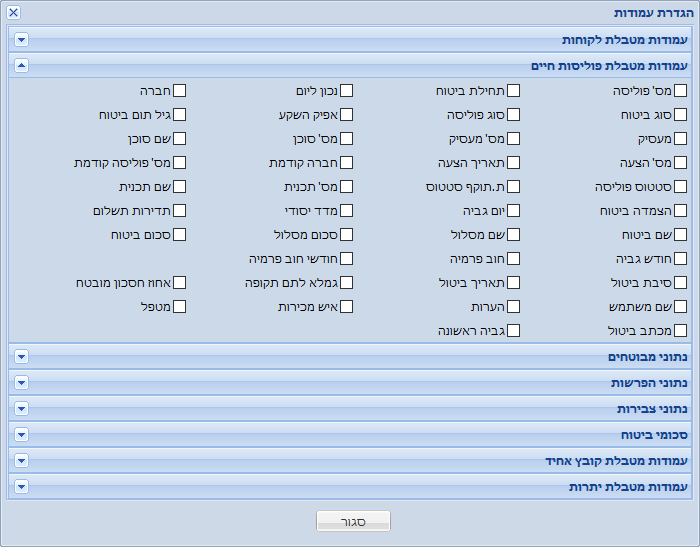 הגדרת עמודות
עמודות מטבלת לקוחות
עמודות מטבלת פוליסות חיים
מס' פוליסה תחילת ביטוח נכון ליום חברה
סוג ביטוח סוג פוליסה אפיק השקע גיל תום ביטוח
מעסיק מס' מעסיק מס' סוכן שם סוכן
מס' הצעה תאריך הצעה חברה קודמת מס' פוליסה קודמת
סטטוס פוליסה ת.תוקף סטטוס מס' תכנית שם תכנית
הצמדה ביטוח יום גביה מדד יסודי תדירות תשלום
שם ביטוח שם מסלול סכום מסלול סכום ביטוח
חודש גביה חוב פרמיה חודשי חוב פרמיה
סיבת ביטול תאריך ביטול גמלא לתם תקופה אחוז חסכון מובטח
שם משתמש הערות איש מכירות מטפל
מכתב ביטול גביה ראשונה
נתוני מבוטחים
נתוני הפרשות
נתוני צבירות
סכומי ביטוח
עמודות מטבלת קובץ אחיד
עמודות מטבלת יתרות
סגור